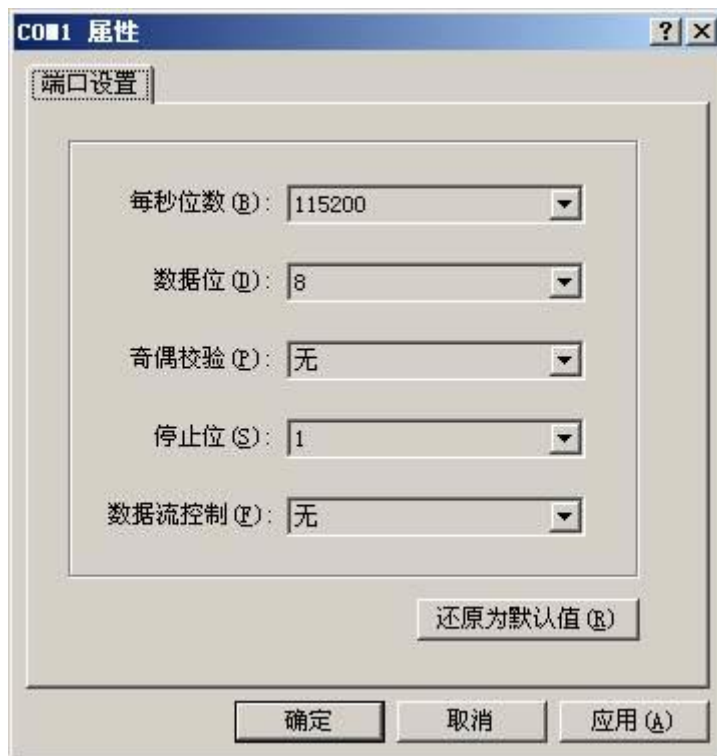 COM1 属性
端口设置
每秒位数(B): 115200
数据位(D): 8
奇偶校验(P): 无
停止位(S): 1
数据流控制(F): 无
还原为默认值(R)
确定 取消 应用(A)